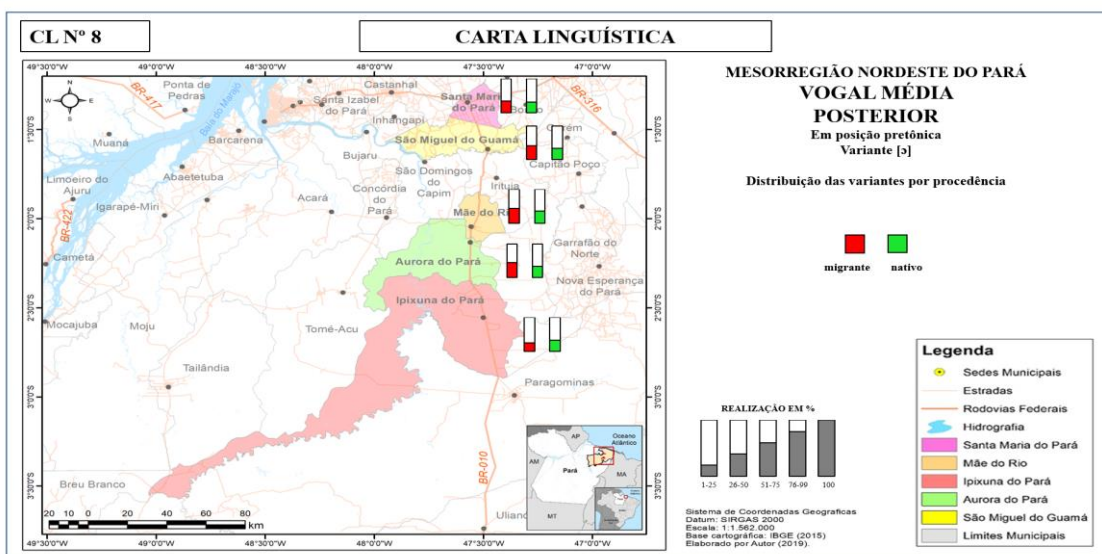 CL Nº 8
CARTA LINGUÍSTICA
MESORREGIÃO NORDESTE DO PARÁ
VOGAL MÉDIA
POSTERIOR
Em posição pretônica
Variante [ɔ]
Distribuição das variantes por procedência
migrante
nativo
49°30'0"W
49°0'0"W
48°30'0"W
48°0'0"W
47°30'0"W
47°0'0"W
N
W
E
S
BR-417
Ponta de
Pedras
Baía do Marajó
Santa Izabel
do Pará
Castanhal
Inhangapi
Santa Maria
do Pará
BR-316
Muaná
Barcarena
Bujaru
São Miguel do Guamá
São Domingos
do
Capim
Capitão Poço
Limoeiro do
Ajuru
Abaetetuba
Igarapé-Miri
Acará
Concórdia
do
Pará
Irituia
Mãe do Rio
BR-422
Cametá
Garrafão do
Norte
Aurora do Pará
Nova Esperança
do Pará
Ipixuna do Pará
Mocajuba
Moju
Tomé-Acu
Tailândia
Paragominas
Breu Branco
BR-010
20 10 0 20 40 60 80
km
1°30'0"S
2°0'0"S
2°30'0"S
3°0'0"S
3°30'0"S
AP
Oceano
Atlântico
AM
Pará
MA
MT
REALIZAÇÃO EM %
1-25
26-50
51-75
76-99
100
Sistema de Coordenadas Geograficas
Datum: SIRGAS 2000
Escala: 1:1.562.000
Base cartográfica: IBGE (2015)
Elaborado por Autor (2019).
Legenda
Sedes Municipais
Estradas
Rodovias Federais
Hidrografia
Santa Maria do Pará
Mãe do Rio
Ipixuna do Pará
Aurora do Pará
São Miguel do Guamá
Limites Municipais